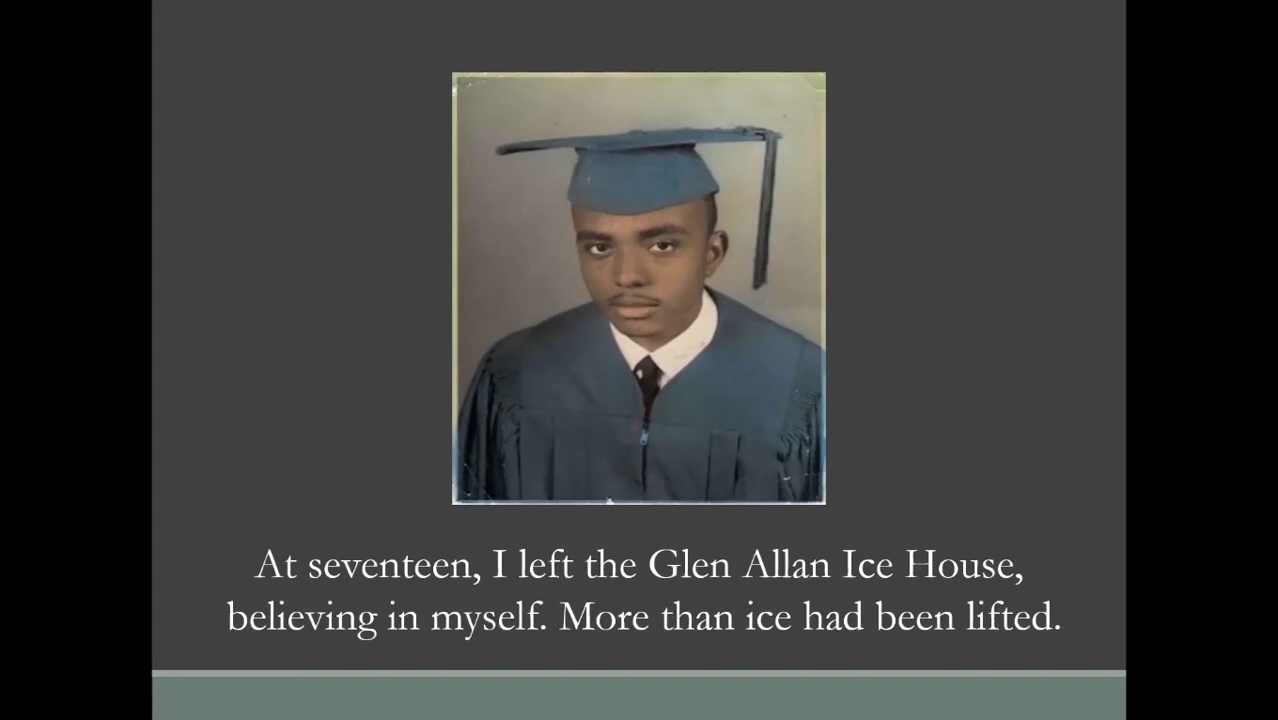 At seventeen, I left the Glen Allan Ice House,
believing in myself. More than ice had been lifted.